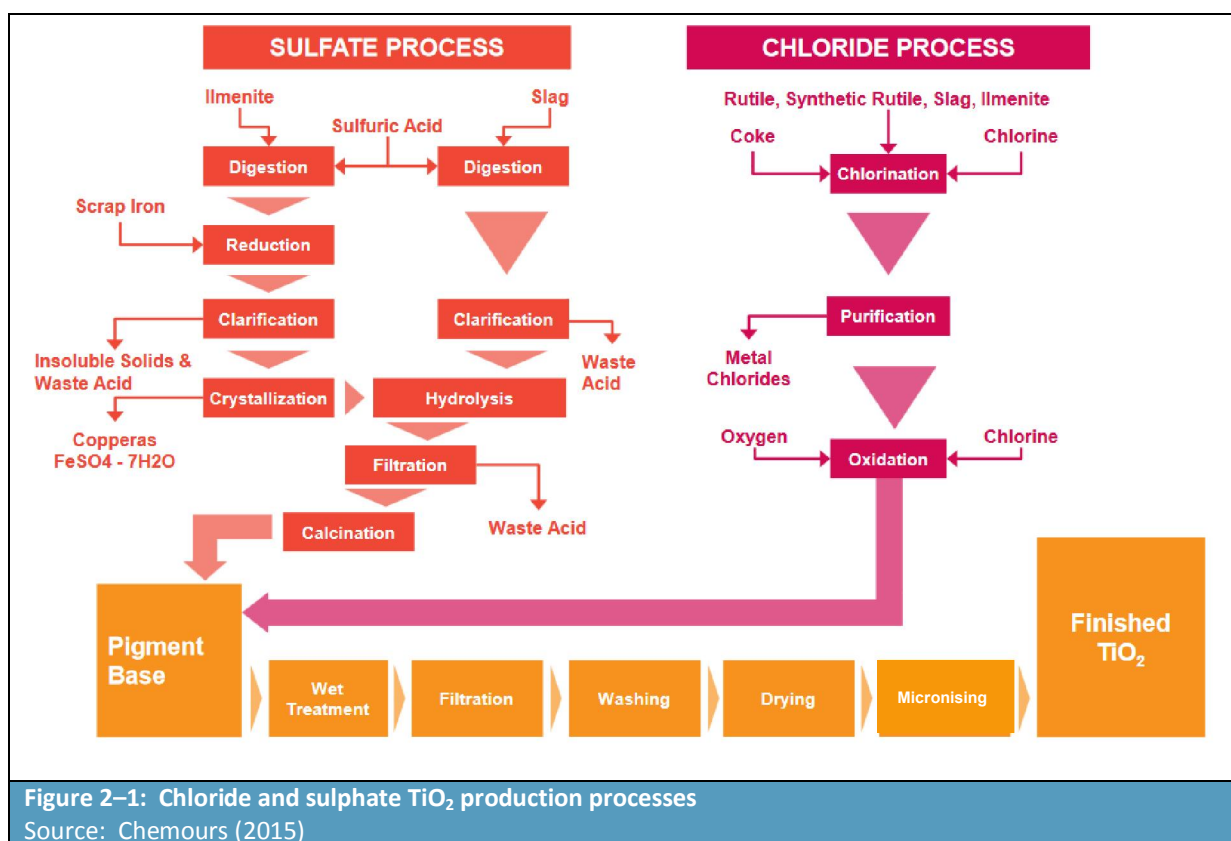 SULFATE PROCESS
Ilmenite
Slag
Sulfuric Acid
Digestion
Digestion
Scrap Iron
Reduction
Clarification
Clarification
Insoluble Solids &
Waste Acid
Waste
Acid
Crystallization
Hydrolysis
Copperas
FeSO4 - 7H2O
Filtration
Waste Acid
Calcination
CHLORIDE PROCESS
Rutile, Synthetic Rutile, Slag, Ilmenite
Coke
Chlorine
Chlorination
Purification
Metal
Chlorides
Oxygen
Chlorine
Oxidation
Pigment
Base
Wet
Treatment
Filtration
Washing
Drying
Micronising
Finished
TiO₂
Figure 2–1: Chloride and sulphate TiO₂ production processes
Source: Chemours (2015)